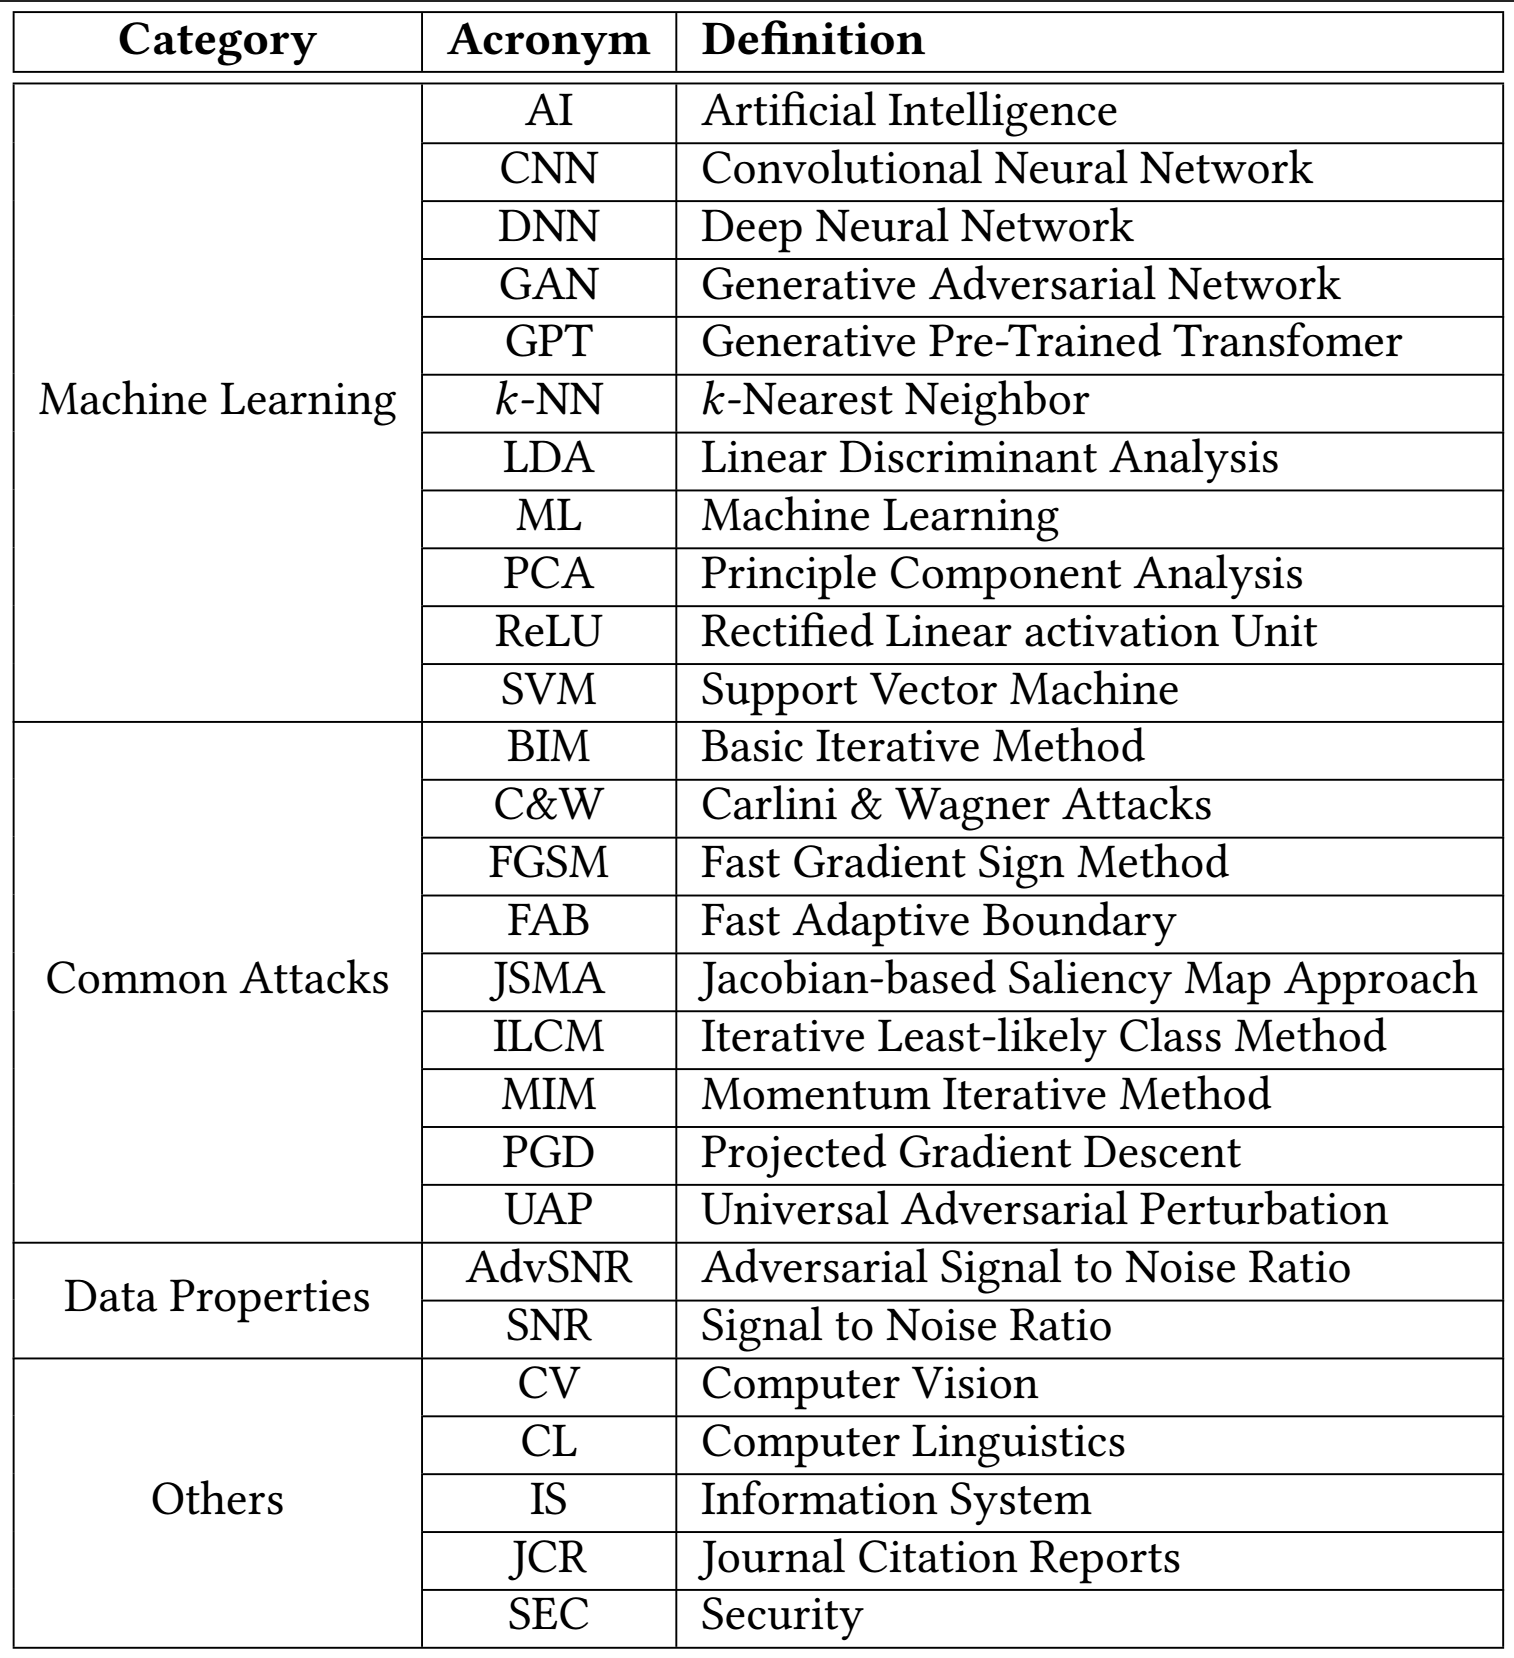 Category Acronym Definition
Machine Learning
AI Artificial Intelligence
CNN Convolutional Neural Network
DNN Deep Neural Network
GAN Generative Adversarial Network
GPT Generative Pre-Trained Transfomer
k-NN k-Nearest Neighbor
LDA Linear Discriminant Analysis
ML Machine Learning
PCA Principle Component Analysis
ReLU Rectified Linear activation Unit
SVM Support Vector Machine
Common Attacks
BIM Basic Iterative Method
C&W Carlini & Wagner Attacks
FGSM Fast Gradient Sign Method
FAB Fast Adaptive Boundary
JSMA Jacobian-based Saliency Map Approach
ILCM Iterative Least-likely Class Method
MIM Momentum Iterative Method
PGD Projected Gradient Descent
UAP Universal Adversarial Perturbation
Data Properties
AdvSNR Adversarial Signal to Noise Ratio
SNR Signal to Noise Ratio
Others
CV Computer Vision
CL Computer Linguistics
IS Information System
JCR Journal Citation Reports
SEC Security